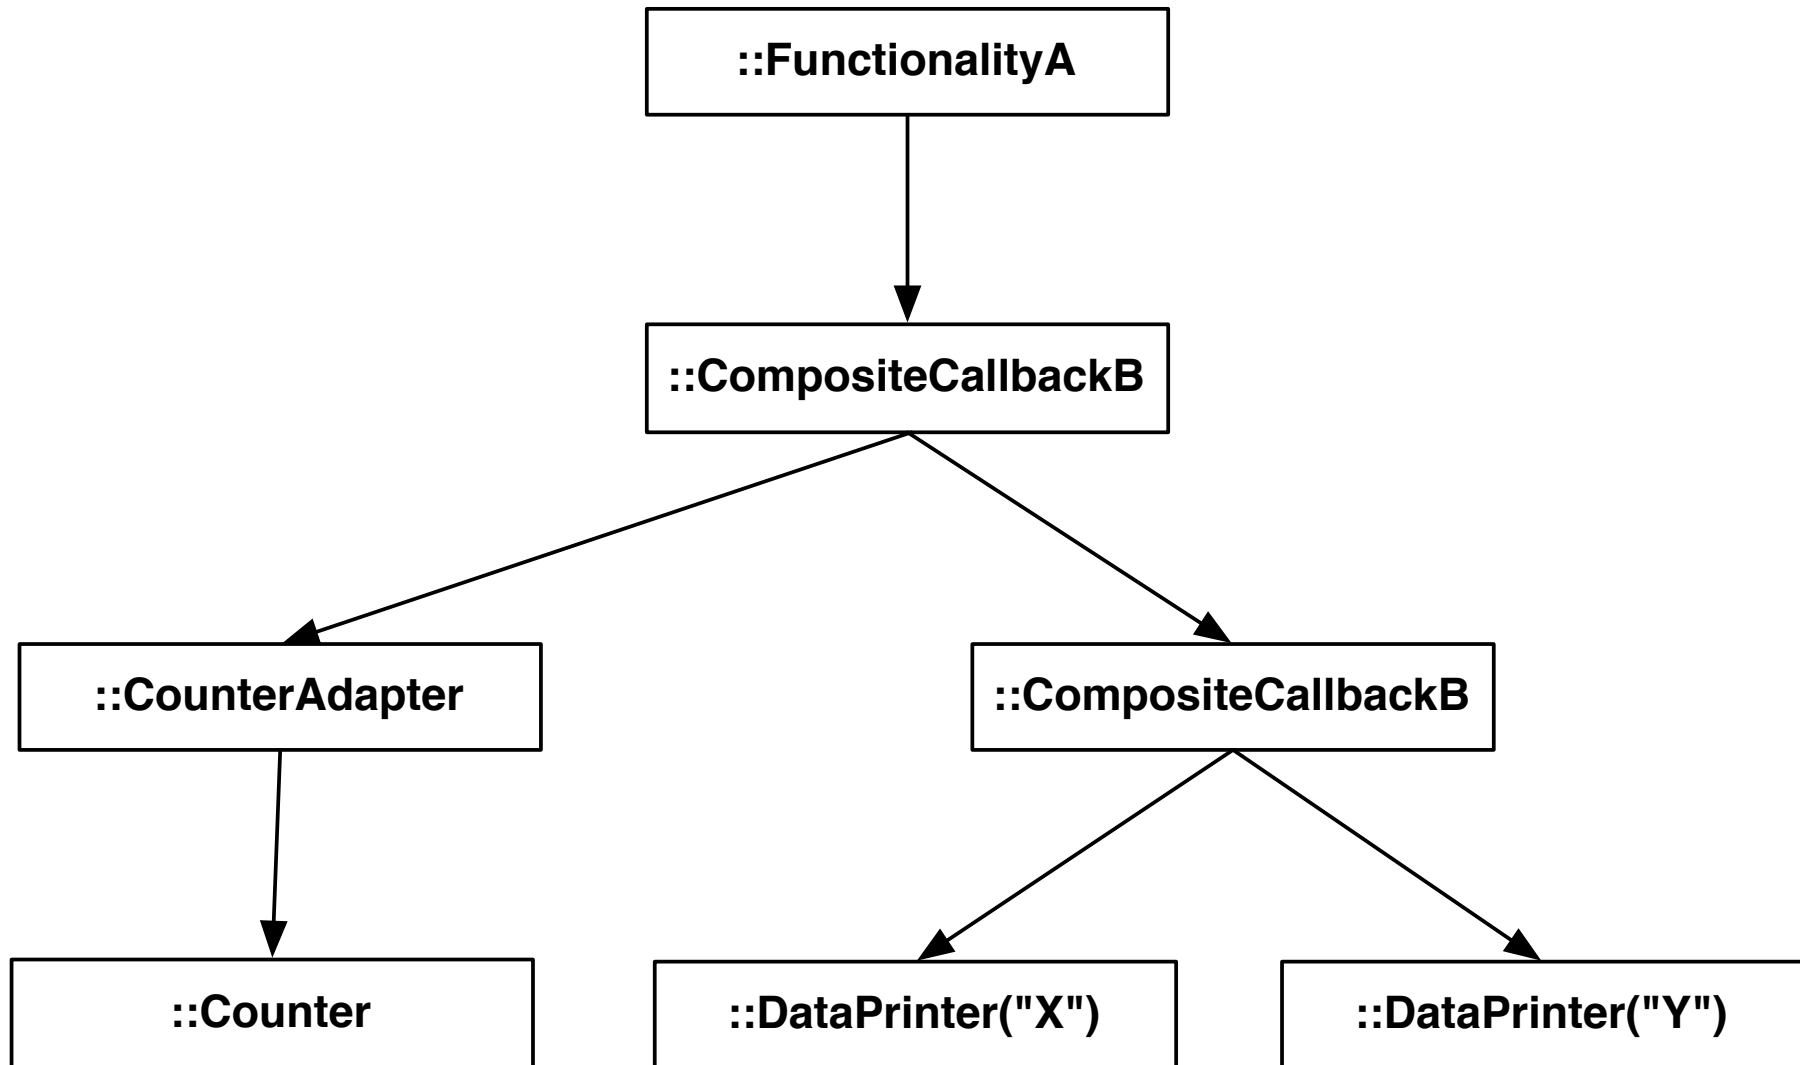 ::FunctionalityA
::CompositeCallbackB
::CounterAdapter
::CompositeCallbackB
::Counter
::DataPrinter("X")
::DataPrinter("Y")